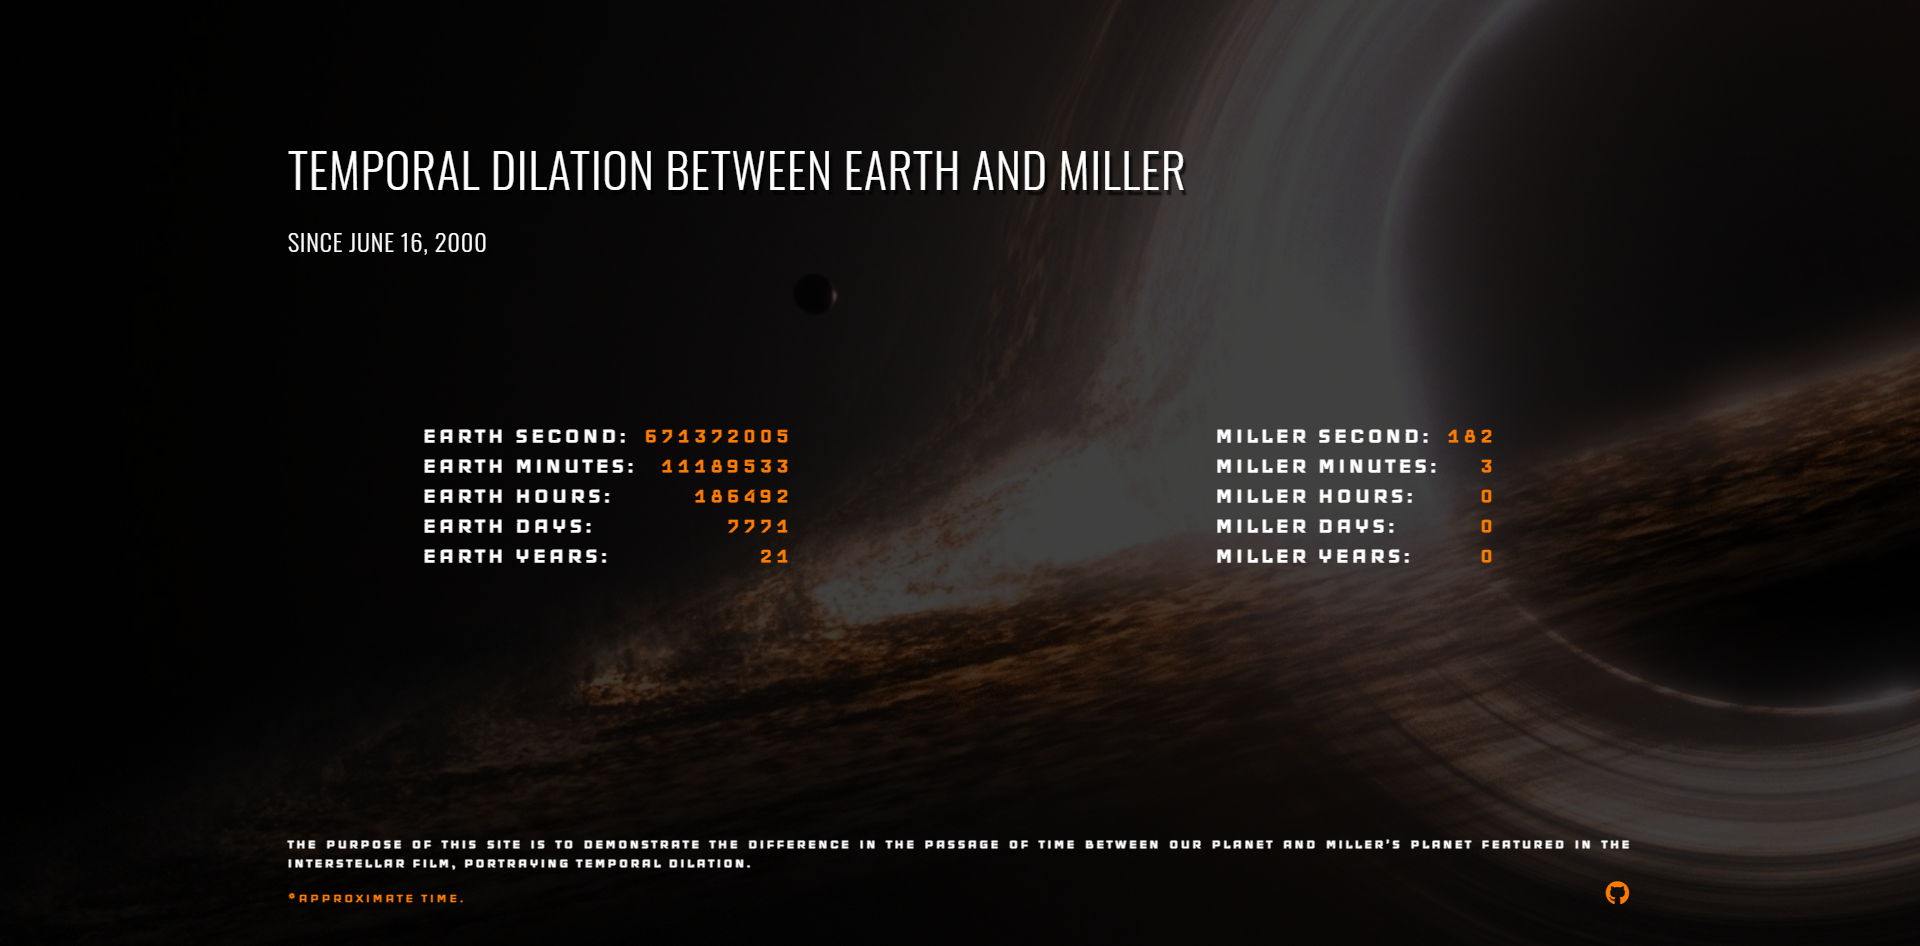 TEMPORAL DILATION BETWEEN EARTH AND MILLER
SINCE JUNE 16, 2000
EARTH SECOND: 671372005
EARTH MINUTES: 11189533
EARTH HOURS: 186492
EARTH DAYS: 7771
EARTH YEARS: 21
MILLER SECOND: 182
MILLER MINUTES: 3
MILLER HOURS: 0
MILLER DAYS: 0
MILLER YEARS: 0
THE PURPOSE OF THIS SITE IS TO DEMONSTRATE THE DIFFERENCE IN THE PASSAGE OF TIME BETWEEN OUR PLANET AND MILLER'S PLANET FEATURED IN THE
INTERSTELLAR FILM, PORTRAYING TEMPORAL DILATION.
*APPROXIMATE TIME.